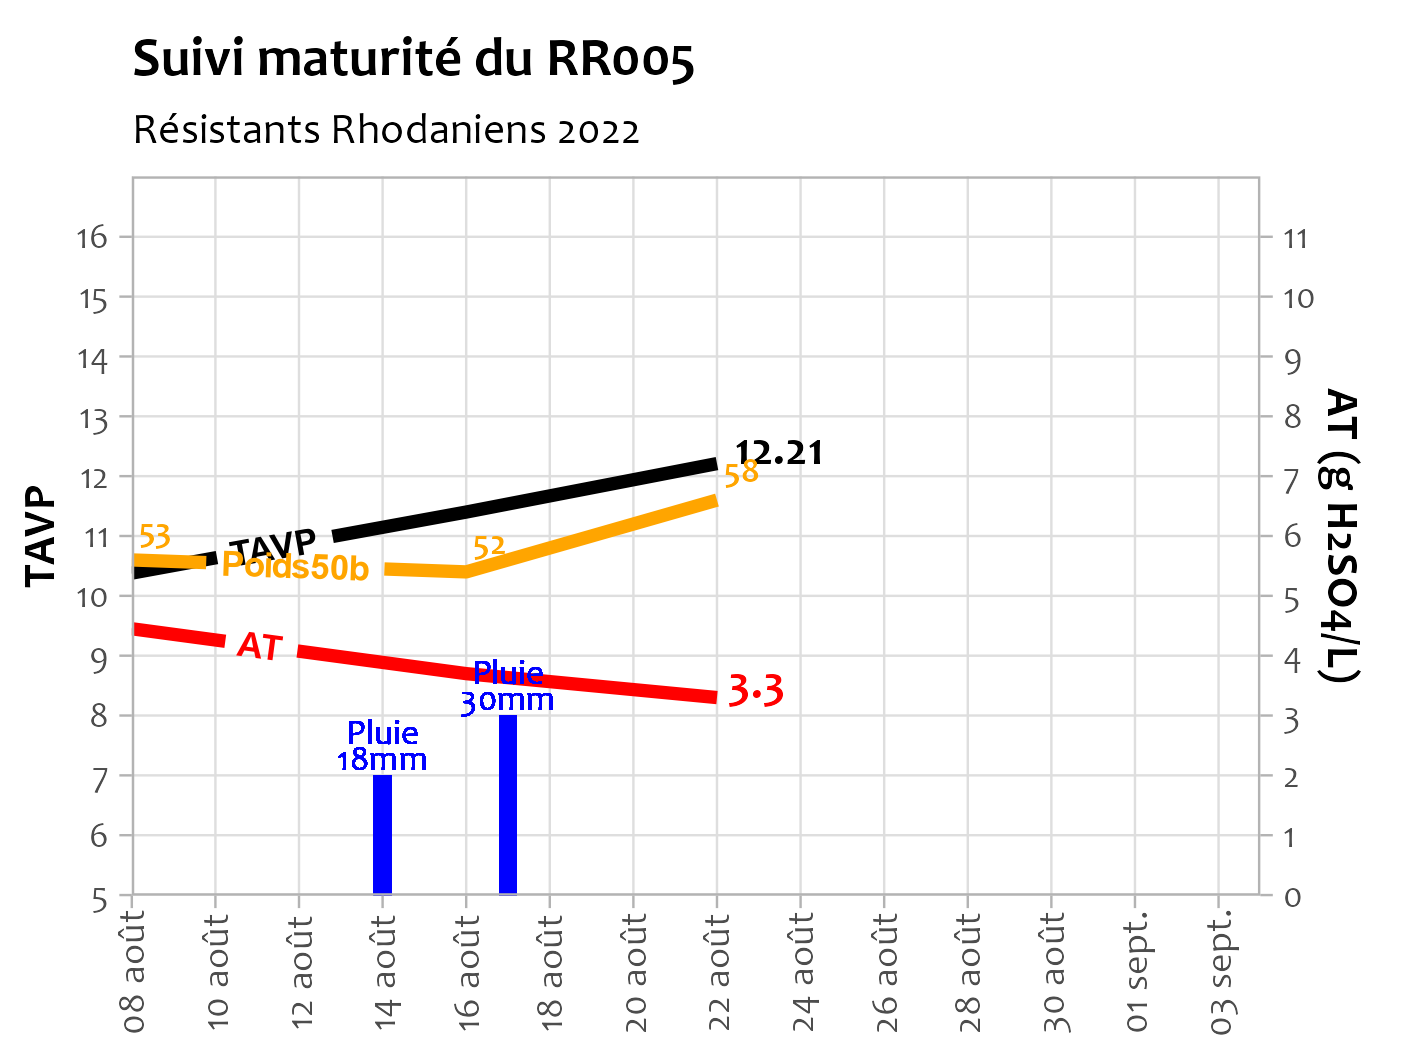 Suivi maturité du RR005
Résistants Rhodaniens 2022
TAVP
16
15
14
13
12
11
10
9
8
7
6
5
53
TAVP
Poids50b
52
12.21
58
AT
3.3
Pluie
30mm
Pluie
18mm
11
10
9
8
7
6
5
4
3
2
1
0
AT (g H2SO4/L)
08 août
10 août
12 août
14 août
16 août
18 août
20 août
22 août
24 août
26 août
28 août
30 août
01 sept.
03 sept.